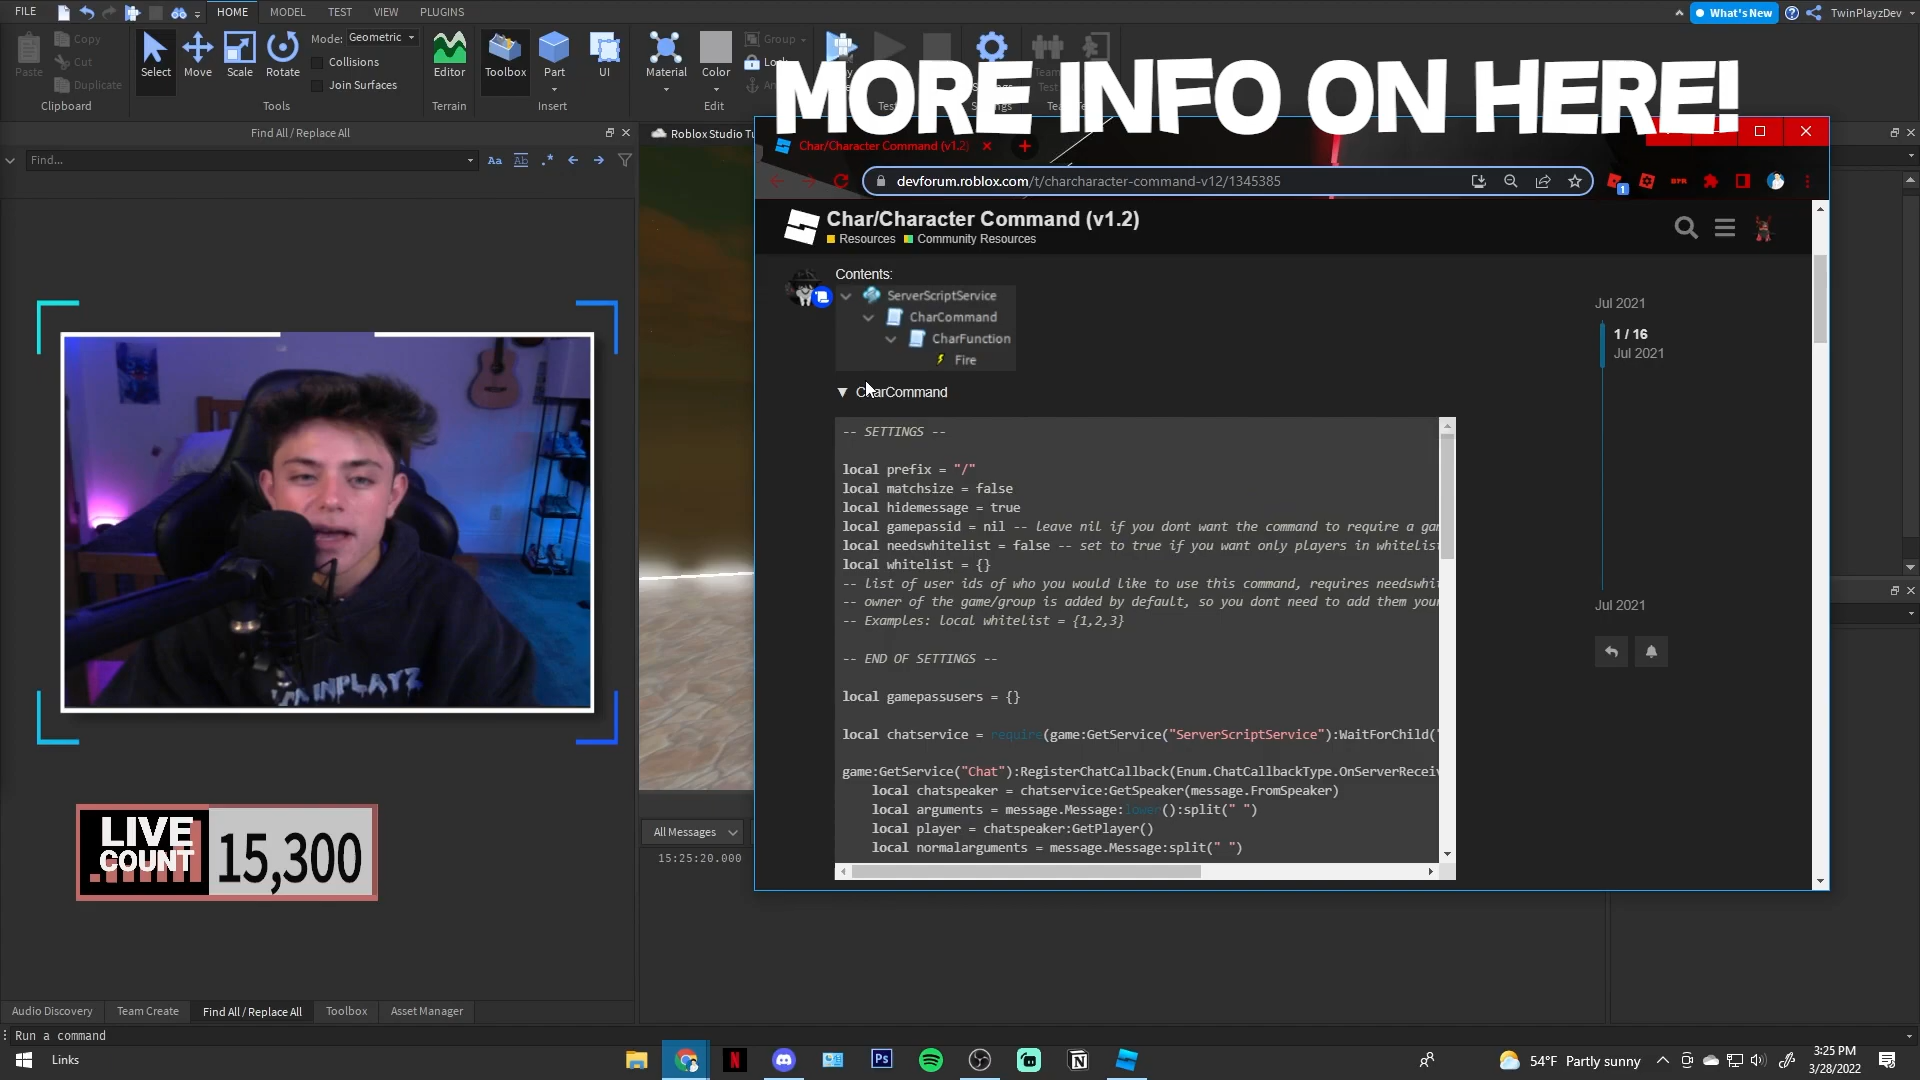 FILE
HOME
MODEL
TEST
VIEW
PLUGINS
What's New
TwinPlayzDev
Paste
Copy
Cut
Duplicate
Clipboard
Select
Move
Scale
Rotate
Mode: Geometric
Collisions
Join Surfaces
Tools
Editor
Terrain
Toolbox
Part
UI
Insert
Material
Color
Group
Edit
MORE INFO ON HERE!
Find All / Replace All
Find...
Aa
Ab
Roblox Studio Tu
Char/Character Command (v1.2)
devforum.roblox.com/t/charcharacter-command-v12/1345385
1
Char/Character Command (v1.2)
Resources
Community Resources
Contents:
ServerScriptService
CharCommand
CharFunction
Fire
▼ CharCommand
-- SETTINGS --
local prefix = "/"
local matchsize = false
local hidemessage = true
local gamepassid = nil -- leave nil if you dont want the command to require a gam
local needswhitelist = false -- set to true if you want only players in whitelist
local whitelist = {}
-- list of user ids of who you would like to use this command, requires needswhit
-- owner of the game/group is added by default, so you dont need to add them your
-- Examples: local whitelist = {1,2,3}
-- END OF SETTINGS --
local gamepassusers = {}
local chatservice = require(game:GetService("ServerScriptService"):WaitForChild("
game:GetService("Chat"):RegisterChatCallback(Enum.ChatCallbackType.OnServerReceiv
local chatspeaker = chatservice:GetSpeaker(message.FromSpeaker)
local arguments = message.Message:lower():split(" ")
local player = chatspeaker:GetPlayer()
local normalarguments = message.Message:split(" ")
Jul 2021
1 / 16
Jul 2021
Jul 2021
LIVE
COUNT
15,300
All Messages
15:25:20.000
Audio Discovery
Team Create
Find All / Replace All
Toolbox
Asset Manager
Run a command
Links
Ps
54°F Partly sunny
3:25 PM
3/28/2022